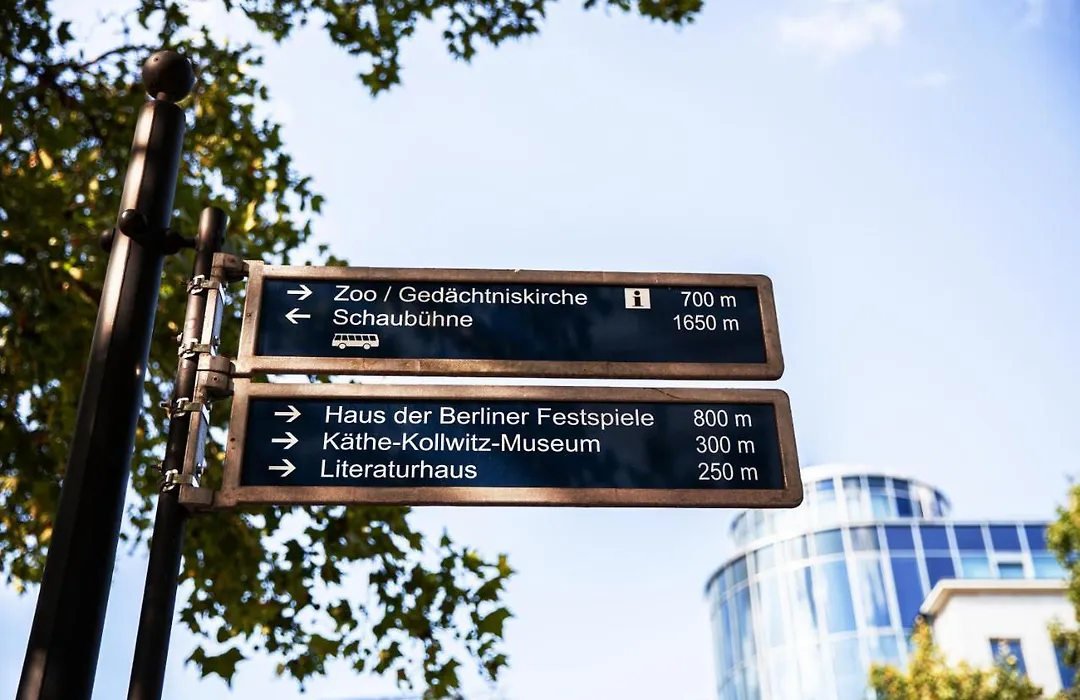 → Zoo / Gedächtniskirche i 700 m
← Schaubühne 1650 m
→ Haus der Berliner Festspiele 800 m
→ Käthe-Kollwitz-Museum 300 m
→ Literaturhaus 250 m